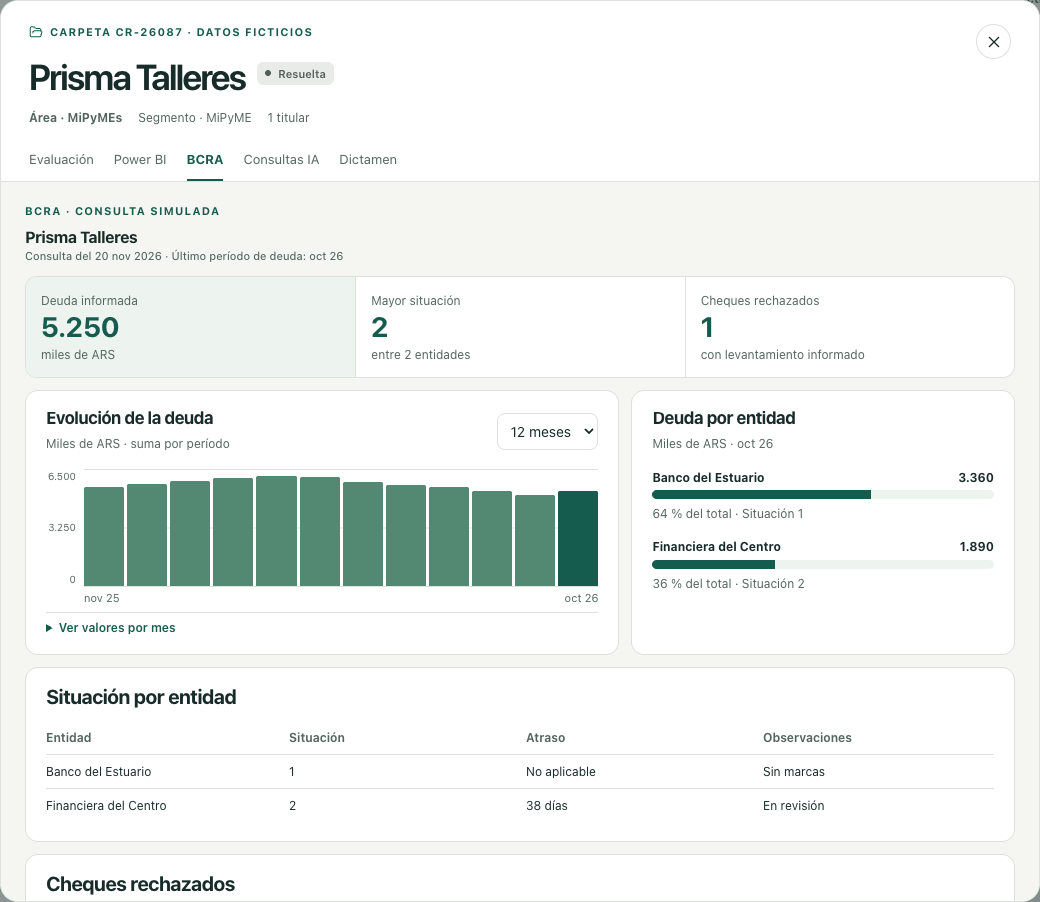 CARPETA CR-26087 · DATOS FICTICIOS
Prisma Talleres
Resuelta
Área · MiPyMEs Segmento · MiPyME 1 titular
Evaluación Power BI BCRA Consultas IA Dictamen
BCRA · CONSULTA SIMULADA
Prisma Talleres
Consulta del 20 nov 2026 · Último período de deuda: oct 26
Deuda informada
5.250
miles de ARS
Mayor situación
2
entre 2 entidades
Cheques rechazados
1
con levantamiento informado
Evolución de la deuda
Miles de ARS · suma por período
12 meses
6.500
3.250
0
nov 25 oct 26
Ver valores por mes
Deuda por entidad
Miles de ARS · oct 26
Banco del Estuario 3.360
64 % del total · Situación 1
Financiera del Centro 1.890
36 % del total · Situación 2
Situación por entidad
Entidad Situación Atraso Observaciones
Banco del Estuario 1 No aplicable Sin marcas
Financiera del Centro 2 38 días En revisión
Cheques rechazados